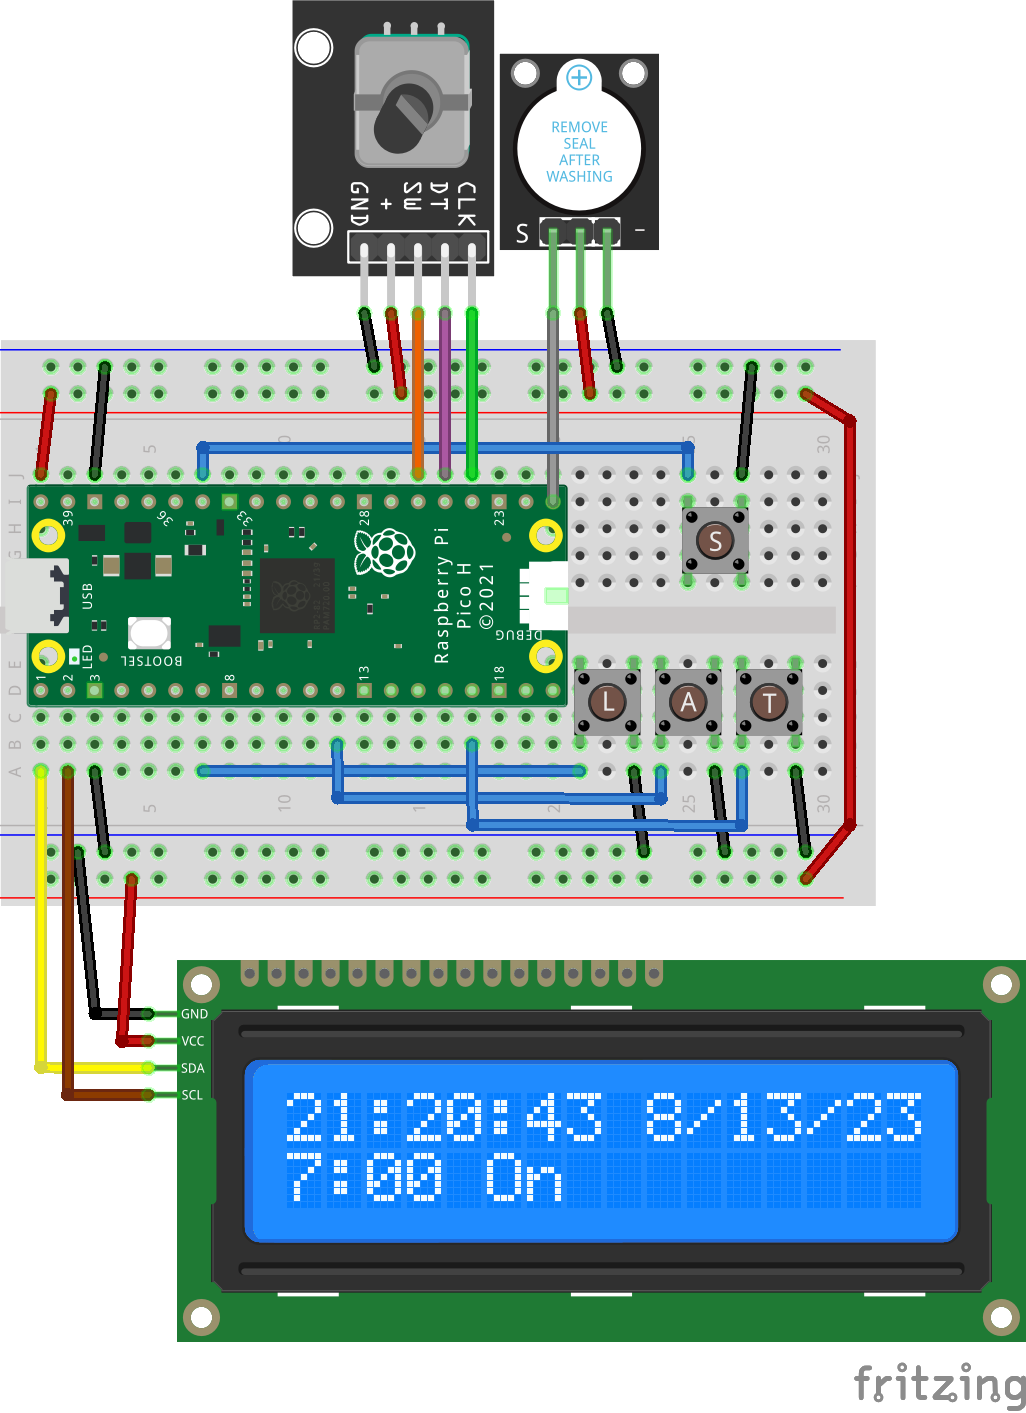 GND
+
SW
DT
CLK
REMOVE
SEAL
AFTER
WASHING
S
−
5
30
J
I
H
G
39
36
33
28
23
S
USB
Raspberry Pi
Pico H
©2021
DEBUG
BOOTSEL
LED
1
2
3
8
13
18
E
D
C
B
A
L
A
T
5
10
25
30
GND
VCC
SDA
SCL
21:20:43 8/13/23
7:00 On
fritzing